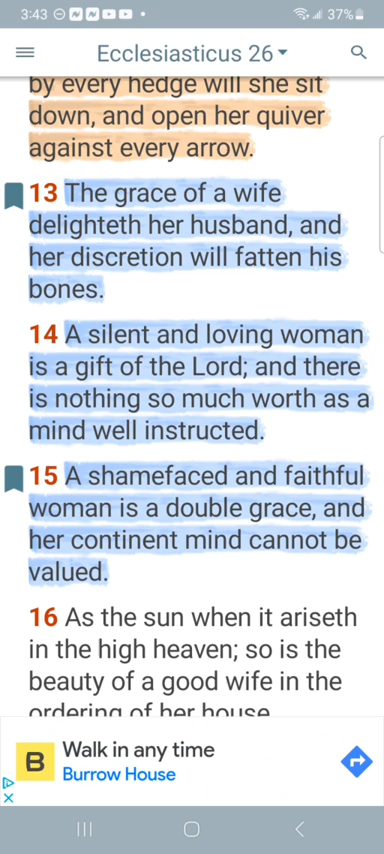 3:43
37%
Ecclesiasticus 26
by every hedge will she sit
down, and open her quiver
against every arrow.
13 The grace of a wife
delighteth her husband, and
her discretion will fatten his
bones.
14 A silent and loving woman
is a gift of the Lord; and there
is nothing so much worth as a
mind well instructed.
15 A shamefaced and faithful
woman is a double grace, and
her continent mind cannot be
valued.
16 As the sun when it ariseth
in the high heaven; so is the
beauty of a good wife in the
ordering of her house
B
Walk in any time
Burrow House